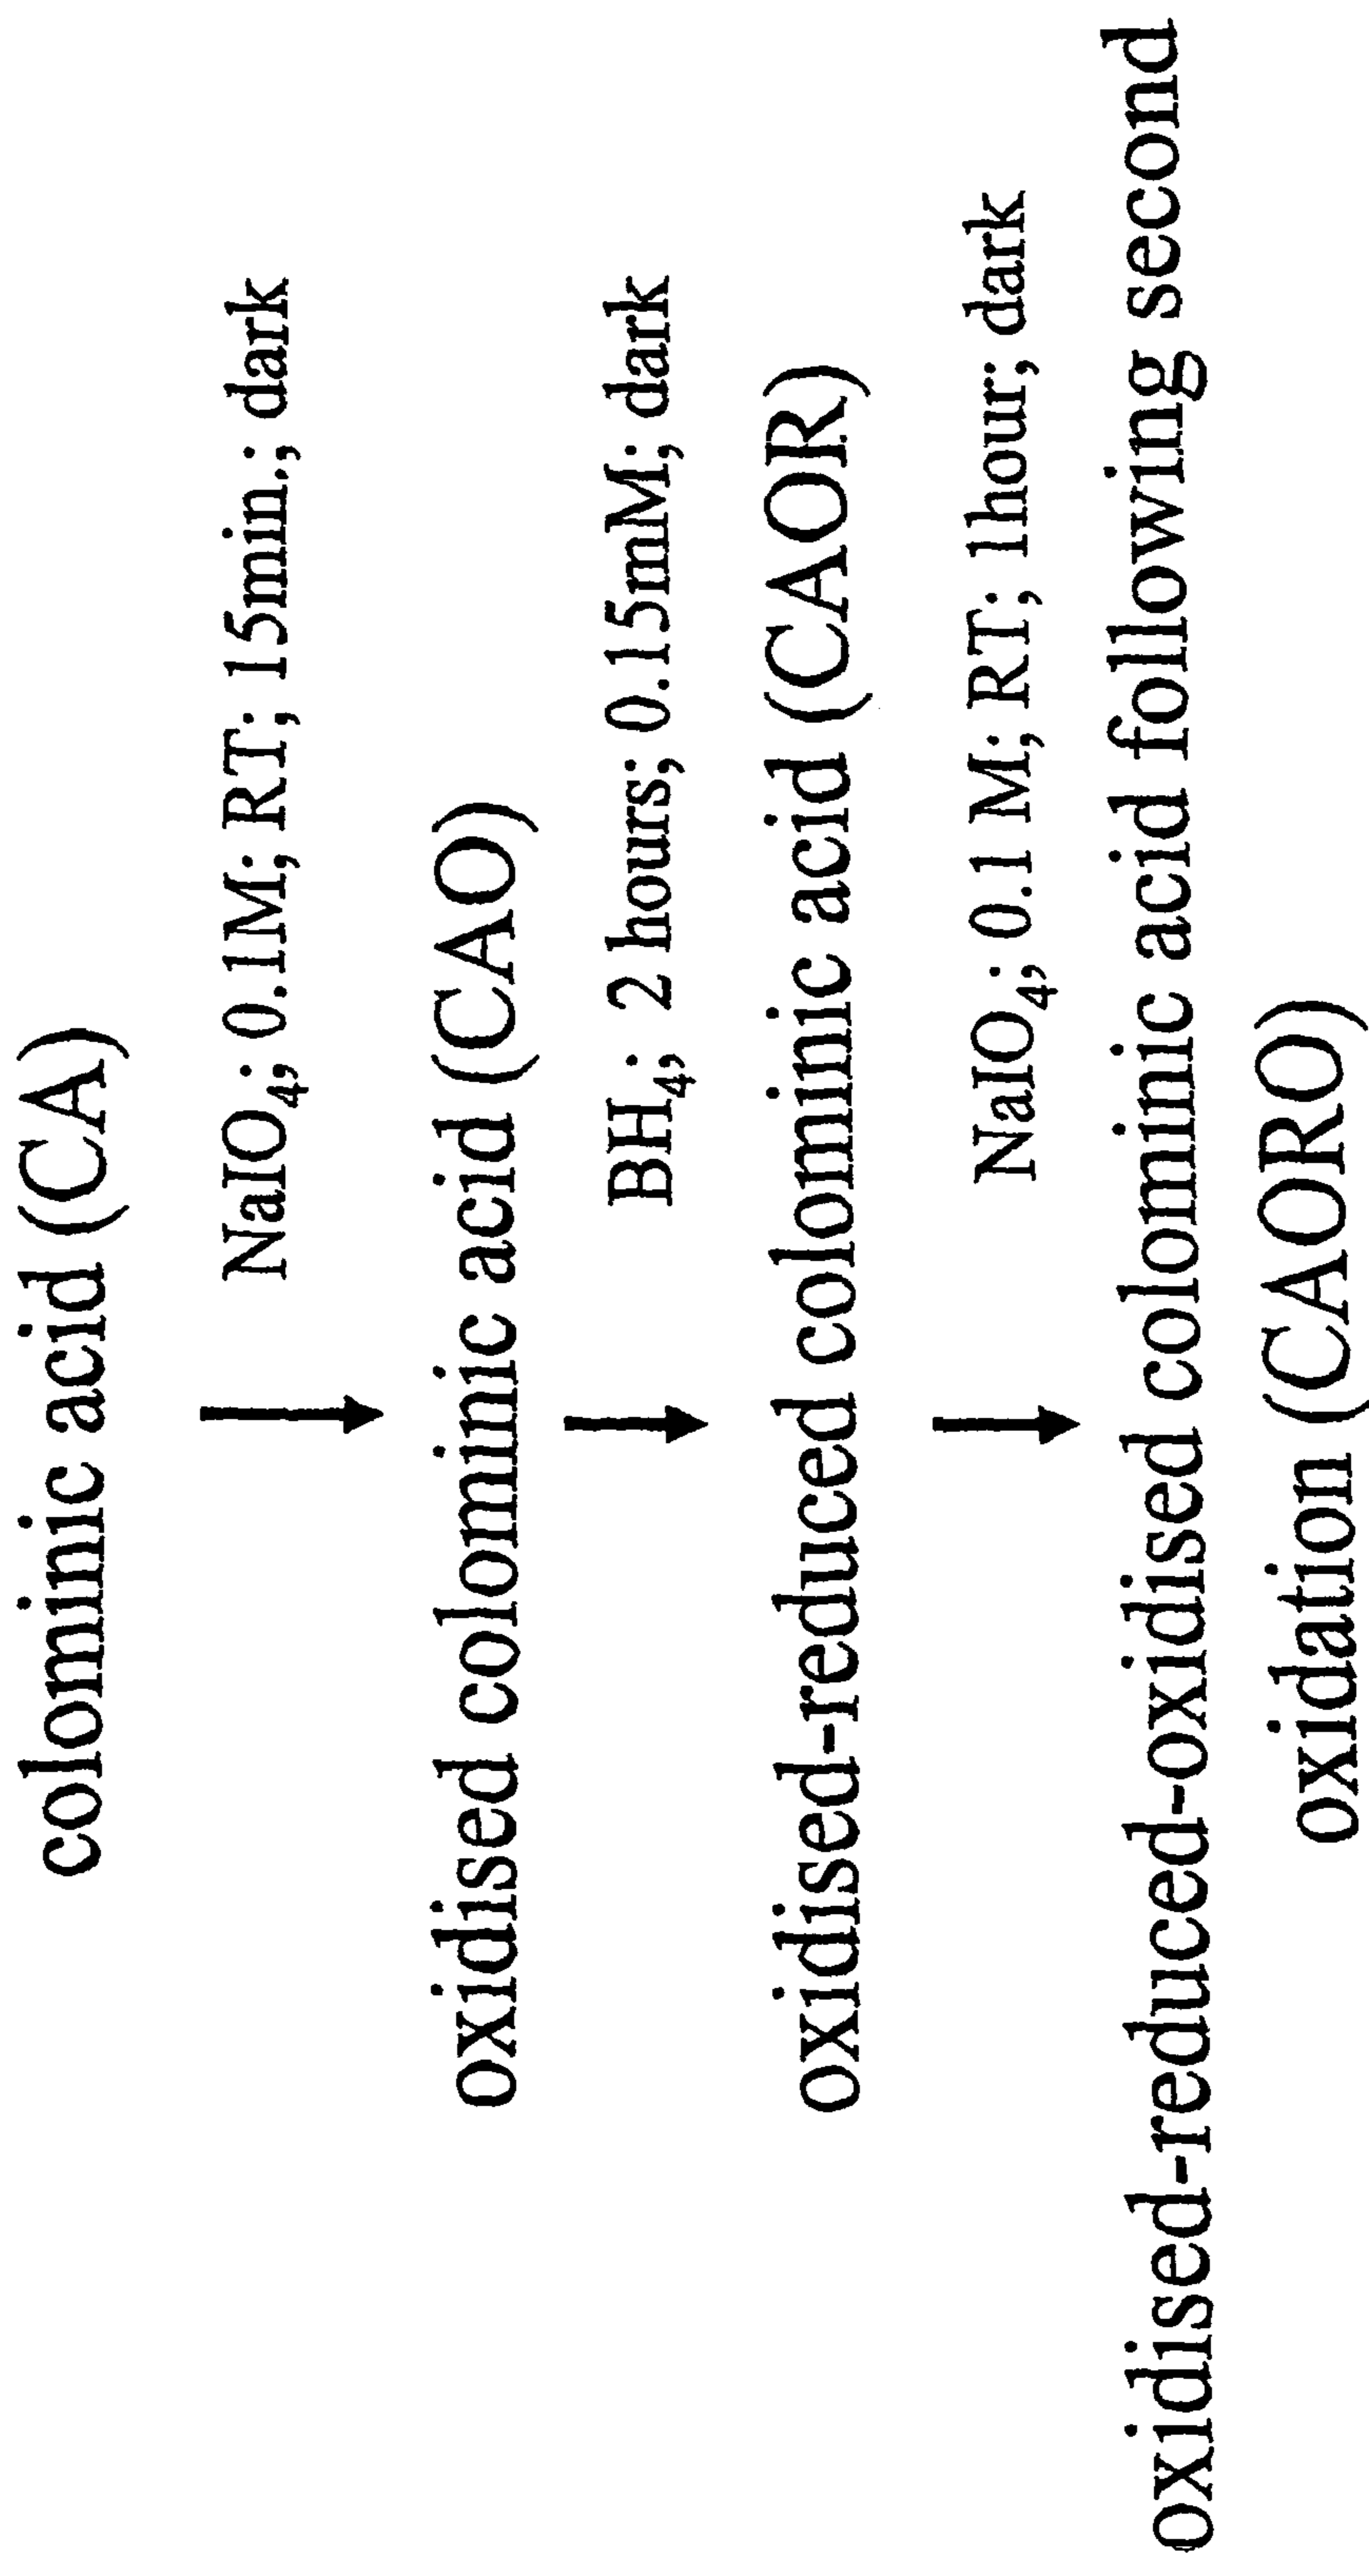 colominic acid (CA)
NaIO₄; 0.1M; RT; 15min.; dark
oxidised colominic acid (CAO)
BH₄; 2 hours; 0.15mM; dark
oxidised-reduced colominic acid (CAOR)
NaIO₄; 0.1 M; RT; 1hour; dark
oxidised-reduced-oxidised colominic acid following second
oxidation (CAORO)